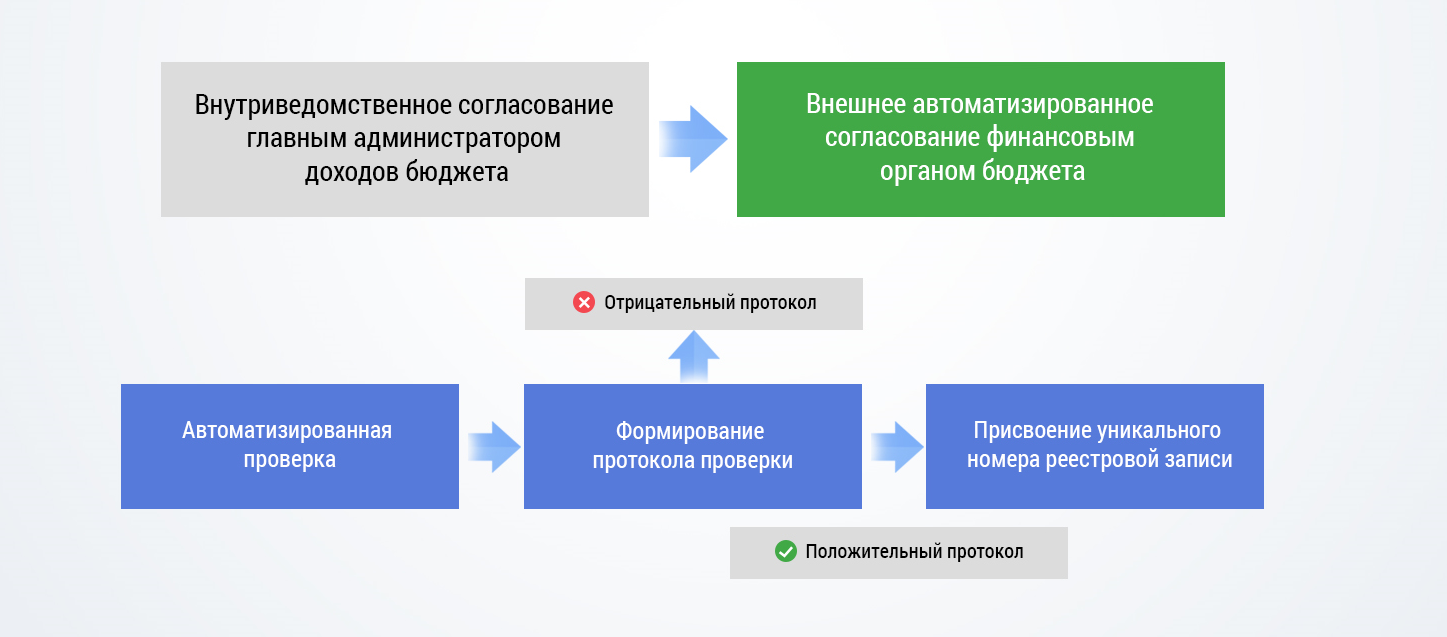 Внутриведомственное согласование
главным администратором
доходов бюджета
Внешнее автоматизированное
согласование финансовым
органом бюджета
Отрицательный протокол
Автоматизированная
проверка
Формирование
протокола проверки
Присвоение уникального
номера реестровой записи
Положительный протокол